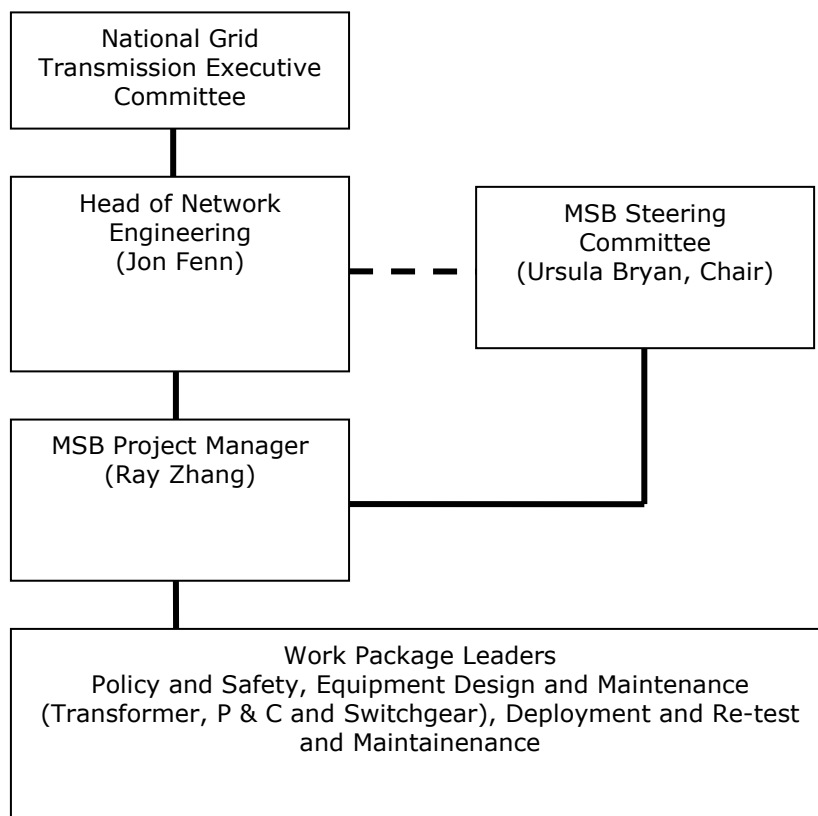 National Grid
Transmission Executive
Committee
Head of Network
Engineering
(Jon Fenn)
MSB Steering
Committee
(Ursula Bryan, Chair)
MSB Project Manager
(Ray Zhang)
Work Package Leaders
Policy and Safety, Equipment Design and Maintenance
(Transformer, P & C and Switchgear), Deployment and Re-test
and Maintainenance